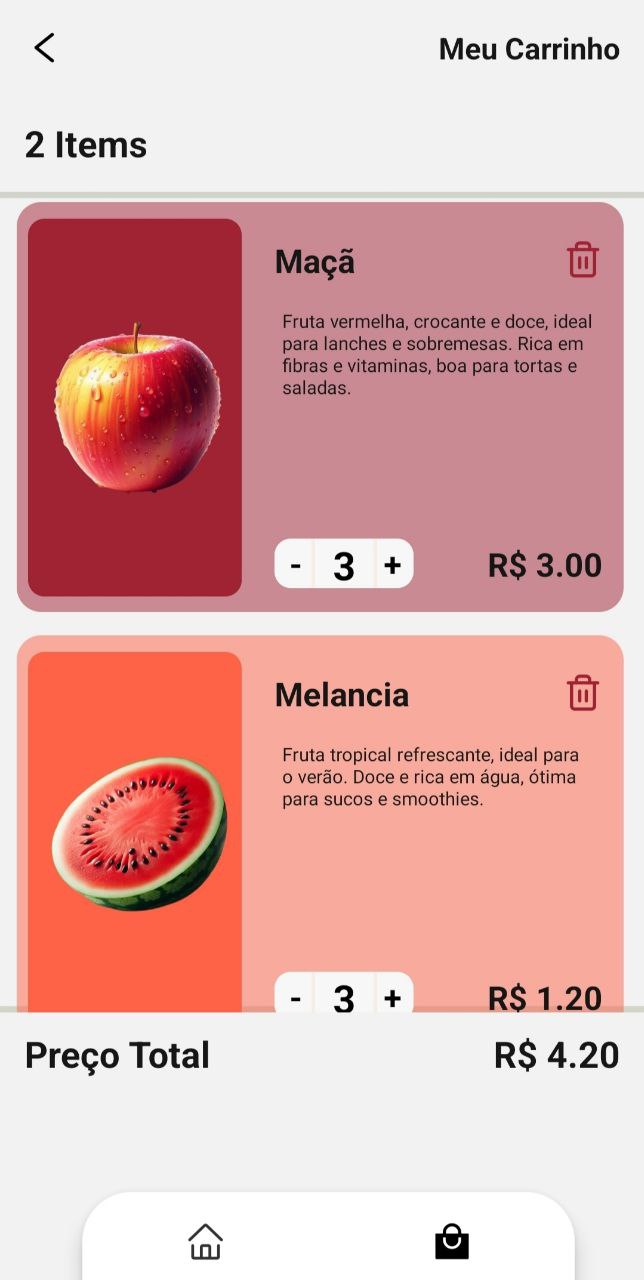 Meu Carrinho
2 Items
Maçã
Fruta vermelha, crocante e doce, ideal
para lanches e sobremesas. Rica em
fibras e vitaminas, boa para tortas e
saladas.
- 3 + R$ 3.00
Melancia
Fruta tropical refrescante, ideal para
o verão. Doce e rica em água, ótima
para sucos e smoothies.
- 3 + R$ 1.20
Preço Total R$ 4.20